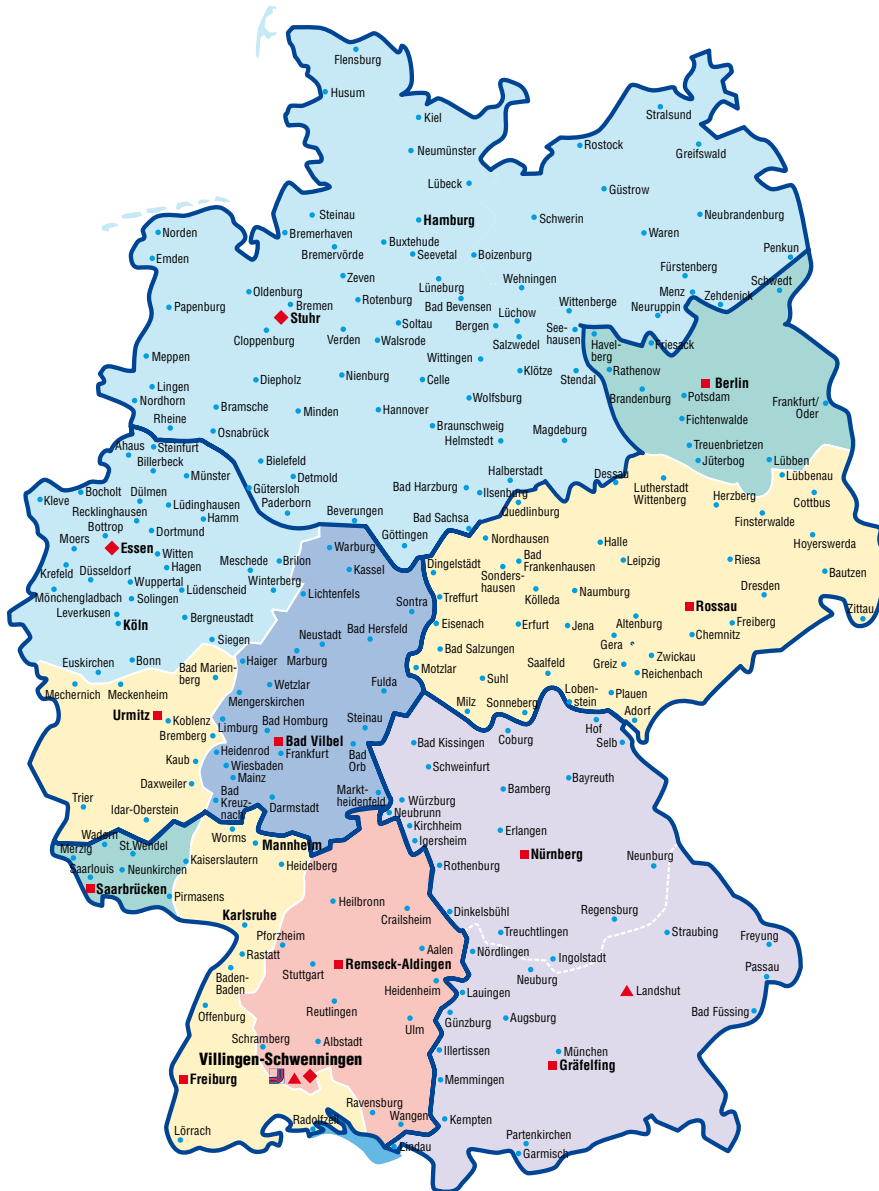 Flensburg
Husum
Kiel
Stralsund
Neumünster
Rostock
Greifswald
Lübeck
Güstrow
Steinau
Hamburg
Schwerin
Neubrandenburg
Norden
Bremerhaven
Buxtehude
Waren
Bremervörde
Seevetal
Boizenburg
Penkun
Emden
Zeven
Lüneburg
Wehningen
Fürstenberg
Schwedt
Oldenburg
Bremen
Rotenburg
Bad Bevensen
Menz
Zehdenick
Papenburg
Stuhr
Lüchow
Wittenberge
Neuruppin
Cloppenburg
Verden
Soltau
Bergen
See-
hausen
Walsrode
Salzwedel
Havel-
berg
Friesack
Meppen
Wittingen
Klötze
Stendal
Rathenow
Berlin
Lingen
Diepholz
Nienburg
Celle
Brandenburg
Potsdam
Nordhorn
Bramsche
Minden
Hannover
Wolfsburg
Frankfurt/
Oder
Rheine
Fichtenwalde
Osnabrück
Braunschweig
Helmstedt
Magdeburg
Treuenbrietzen
Ahaus
Steinfurt
Jüterbog
Lübben
Billerbeck
Bielefeld
Halberstadt
Dessau
Lübbenau
Münster
Detmold
Gütersloh
Bad Harzburg
Ilsenburg
Lutherstadt
Wittenberg
Kleve
Bocholt
Dülmen
Paderborn
Quedlinburg
Herzberg
Cottbus
Lüdinghausen
Recklinghausen
Hamm
Beverungen
Bad Sachsa
Finsterwalde
Bottrop
Dortmund
Göttingen
Nordhausen
Halle
Hoyerswerda
Moers
Essen
Witten
Warburg
Hagen
Meschede
Brilon
Dingelstädt
Bad
Frankenhausen
Leipzig
Riesa
Krefeld
Düsseldorf
Wuppertal
Winterberg
Kassel
Sonders-
hausen
Bautzen
Mönchengladbach
Lüdenscheid
Lichtenfels
Treffurt
Kölleda
Naumburg
Dresden
Solingen
Sontra
Rossau
Zittau
Leverkusen
Bergneustadt
Altenburg
Köln
Neustadt
Bad Hersfeld
Eisenach
Erfurt
Jena
Freiberg
Chemnitz
Siegen
Gera
Bonn
Haiger
Marburg
Bad Salzungen
Zwickau
Euskirchen
Bad Marien-
berg
Motzlar
Saalfeld
Greiz
Reichenbach
Mechernich
Meckenheim
Wetzlar
Fulda
Suhl
Mengerskirchen
Milz
Sonneberg
Loben-
stein
Plauen
Urmitz
Koblenz
Limburg
Bad Homburg
Steinau
Hof
Adorf
Bremberg
Bad Vilbel
Bad Kissingen
Coburg
Selb
Kaub
Heidenrod
Frankfurt
Bad
Orb
Wiesbaden
Schweinfurt
Mainz
Bayreuth
Daxweiler
Bad
Kreuz-
nach
Darmstadt
Markt-
heidenfeld
Bamberg
Trier
Idar-Oberstein
Würzburg
Neubrunn
Kirchheim
Worms
Mannheim
Igersheim
Erlangen
Wadern
St.Wendel
Merzig
Kaiserslautern
Heidelberg
Rothenburg
Nürnberg
Neunburg
Saarlouis
Neunkirchen
Saarbrücken
Pirmasens
Heilbronn
Crailsheim
Dinkelsbühl
Regensburg
Karlsruhe
Treuchtlingen
Straubing
Freyung
Pforzheim
Rastatt
Aalen
Nördlingen
Ingolstadt
Stuttgart
Remseck-Aldingen
Neuburg
Passau
Baden-
Baden
Heidenheim
Lauingen
Landshut
Offenburg
Reutlingen
Günzburg
Augsburg
Bad Füssing
Ulm
Schramberg
Albstadt
Illertissen
München
Villingen-Schwenningen
Gräfelfing
Freiburg
Memmingen
Ravensburg
Radolfzell
Wangen
Kempten
Lörrach
Partenkirchen
Lindau
Garmisch